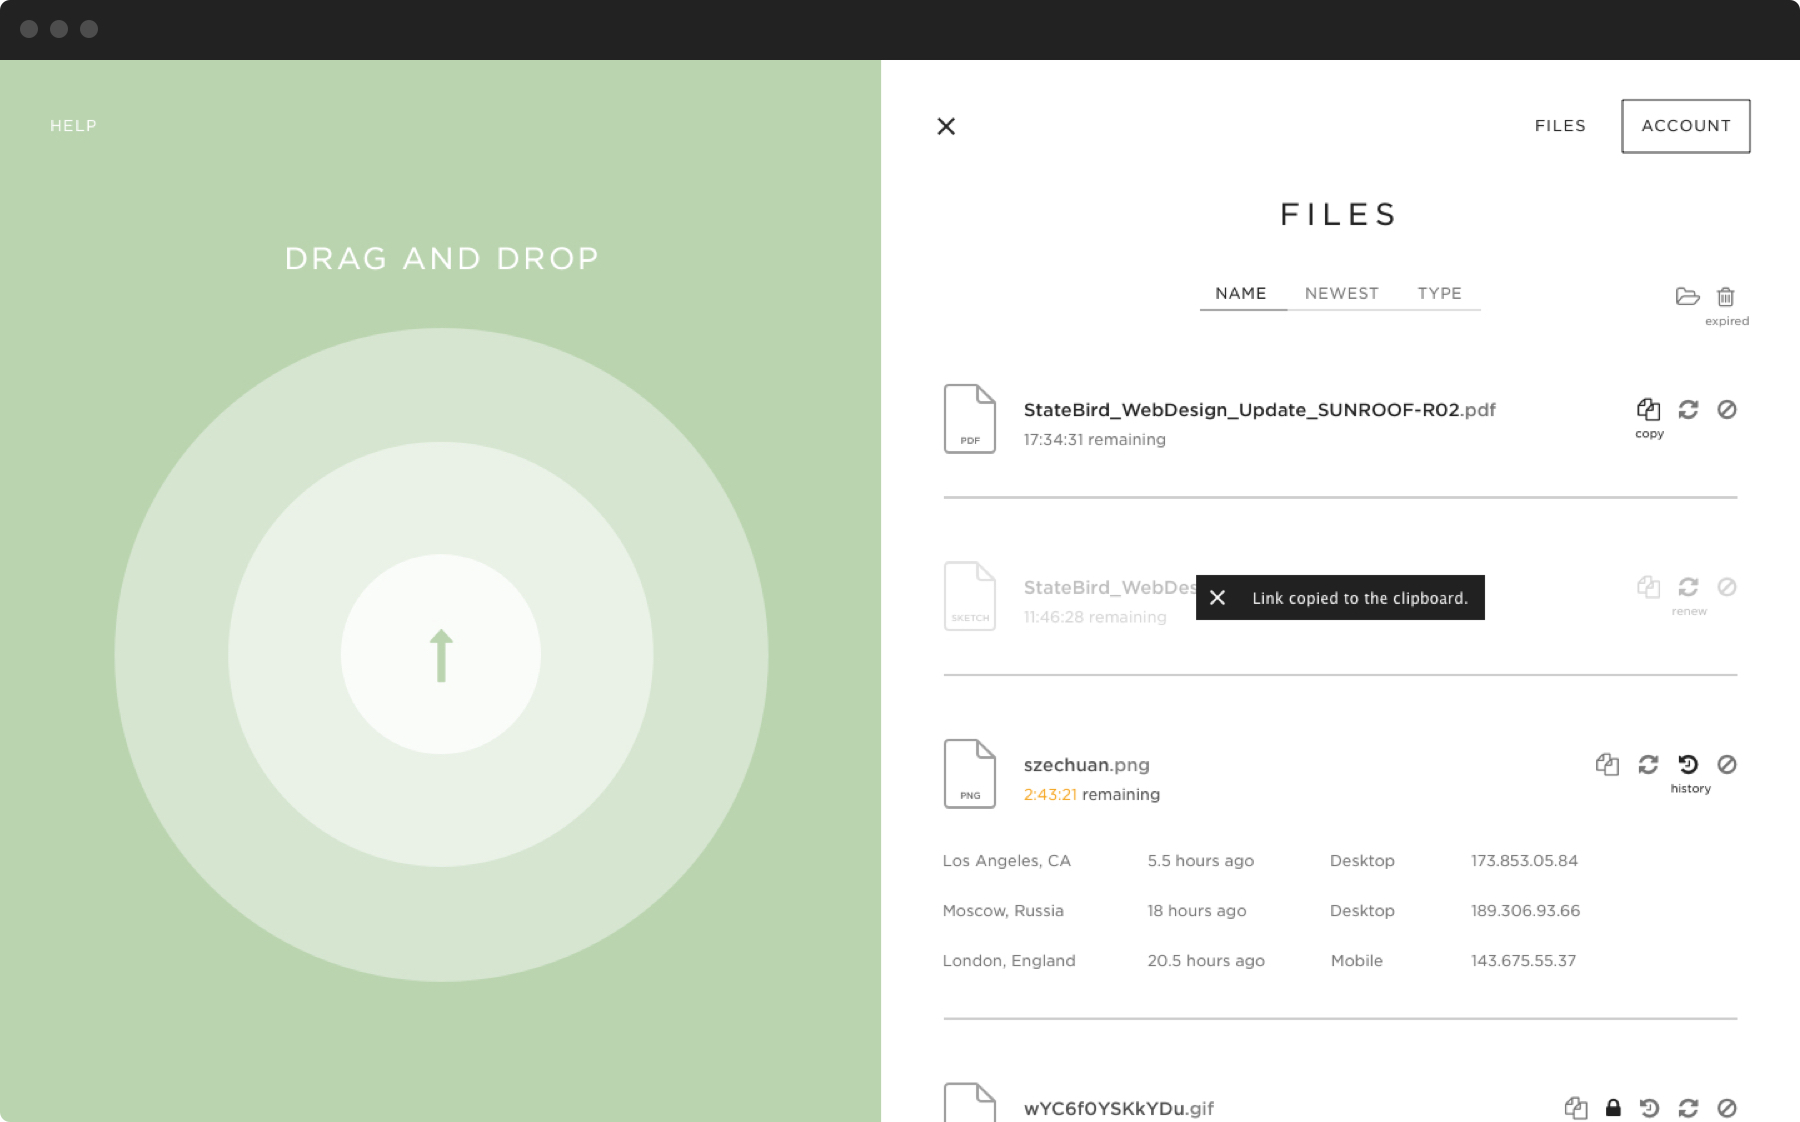 HELP
DRAG AND DROP
FILES
ACCOUNT
FILES
NAME
NEWEST
TYPE
expired
PDF
StateBird_WebDesign_Update_SUNROOF-R02.pdf
17:34:31 remaining
copy
SKETCH
StateBird_WebDes
11:46:28 remaining
Link copied to the clipboard.
renew
PNG
szechuan.png
2:43:21 remaining
history
Los Angeles, CA 5.5 hours ago Desktop 173.853.05.84
Moscow, Russia 18 hours ago Desktop 189.306.93.66
London, England 20.5 hours ago Mobile 143.675.55.37
wYC6f0YSKkYDu.gif